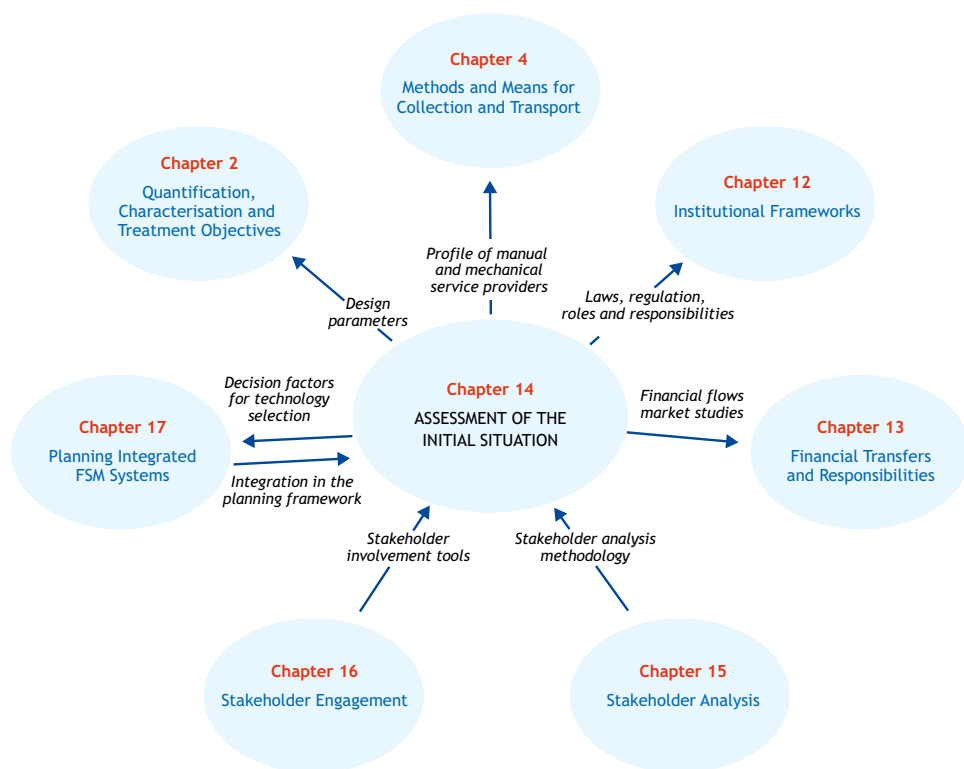 Chapter 4
Methods and Means for
Collection and Transport
Chapter 2
Quantification,
Characterisation and
Treatment Objectives
Chapter 12
Institutional Frameworks
Profile of manual
and mechanical
service providers
Design
parameters
Laws, regulation,
roles and responsibilities
Chapter 14
ASSESSMENT OF THE
INITIAL SITUATION
Decision factors
for technology
selection
Financial flows
market studies
Chapter 17
Planning Integrated
FSM Systems
Chapter 13
Financial Transfers
and Responsibilities
Integration in the
planning framework
Stakeholder
involvement tools
Stakeholder analysis
methodology
Chapter 16
Stakeholder Engagement
Chapter 15
Stakeholder Analysis